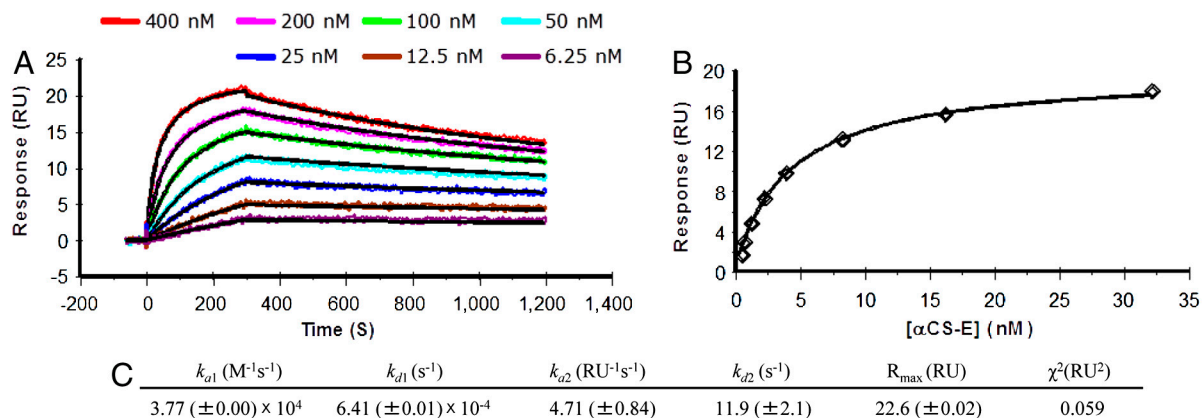 400 nM 200 nM 100 nM 50 nM
25 nM 12.5 nM 6.25 nM
A
Response (RU)
25
20
15
10
5
0
-5
-200 0 200 400 600 800 1,000 1,200 1,400
Time (S)
B
Response (RU)
20
16
12
8
4
0
0 5 10 15 20 25 30 35
[αCS-E] (nM)
C
kₐ₁ (M⁻¹s⁻¹) k_d1 (s⁻¹) kₐ₂ (RU⁻¹s⁻¹) k_d2 (s⁻¹) Rmax (RU) χ²(RU²)
3.77 (±0.00) x 10⁴ 6.41 (±0.01) x 10⁻⁴ 4.71 (±0.84) 11.9 (±2.1) 22.6 (±0.02) 0.059